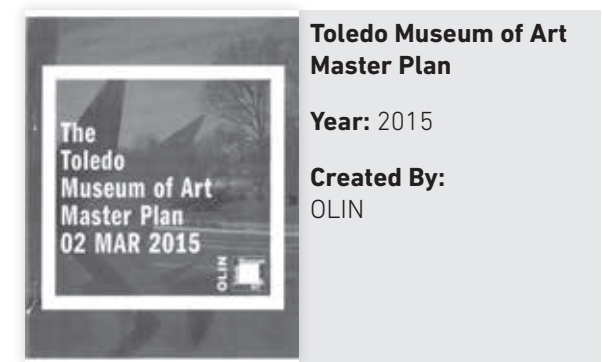 The
Toledo
Museum of Art
Master Plan
02 MAR 2015
OLIN
Toledo Museum of Art
Master Plan
Year: 2015
Created By:
OLIN